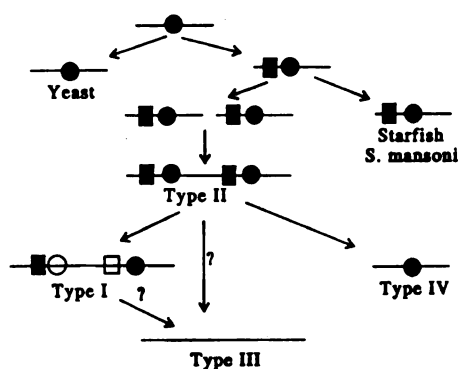 Yeast
Starfish
S. mansoni
Type II
?
Type I
?
Type IV
Type III